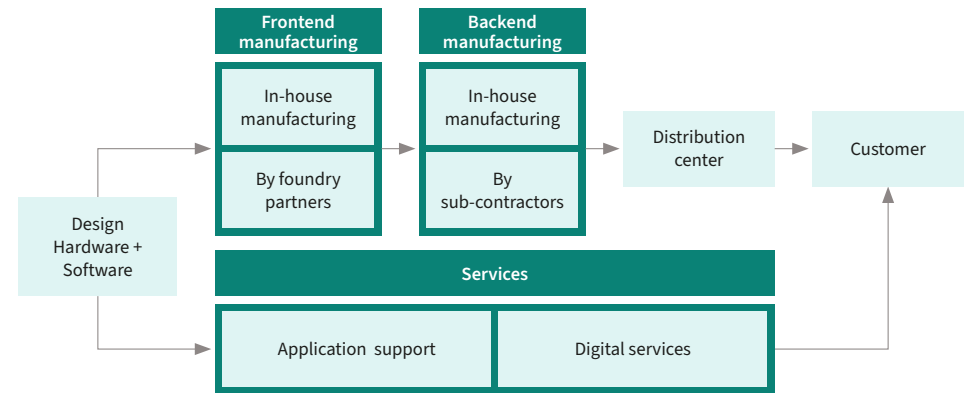 Frontend
manufacturing
Backend
manufacturing
In-house
manufacturing
In-house
manufacturing
Distribution
center
Customer
By foundry
partners
By
sub-contractors
Design
Hardware +
Software
Services
Application support
Digital services